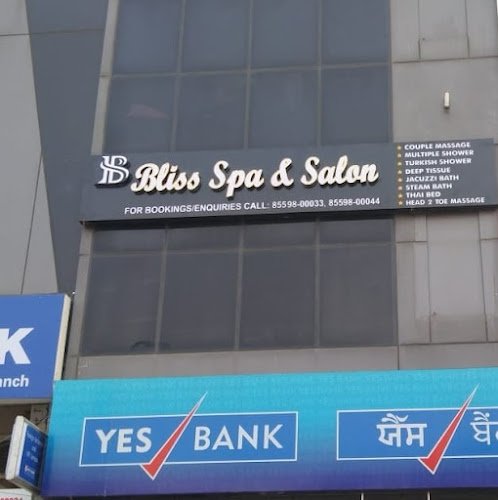 BS Bliss Spa & Salon
FOR BOOKINGS/ENQUIRIES CALL: 85598-00033, 85598-00044
★ COUPLE MASSAGE
★ MULTIPLE SHOWER
★ TURKISH SHOWER
★ DEEP TISSUE
★ JACUZZI BATH
★ STEAM BATH
★ THAI BED
★ HEAD 2 TOE MASSAGE
K
nch
YES BANK
ਯੈੱਸ ਬੈਂ